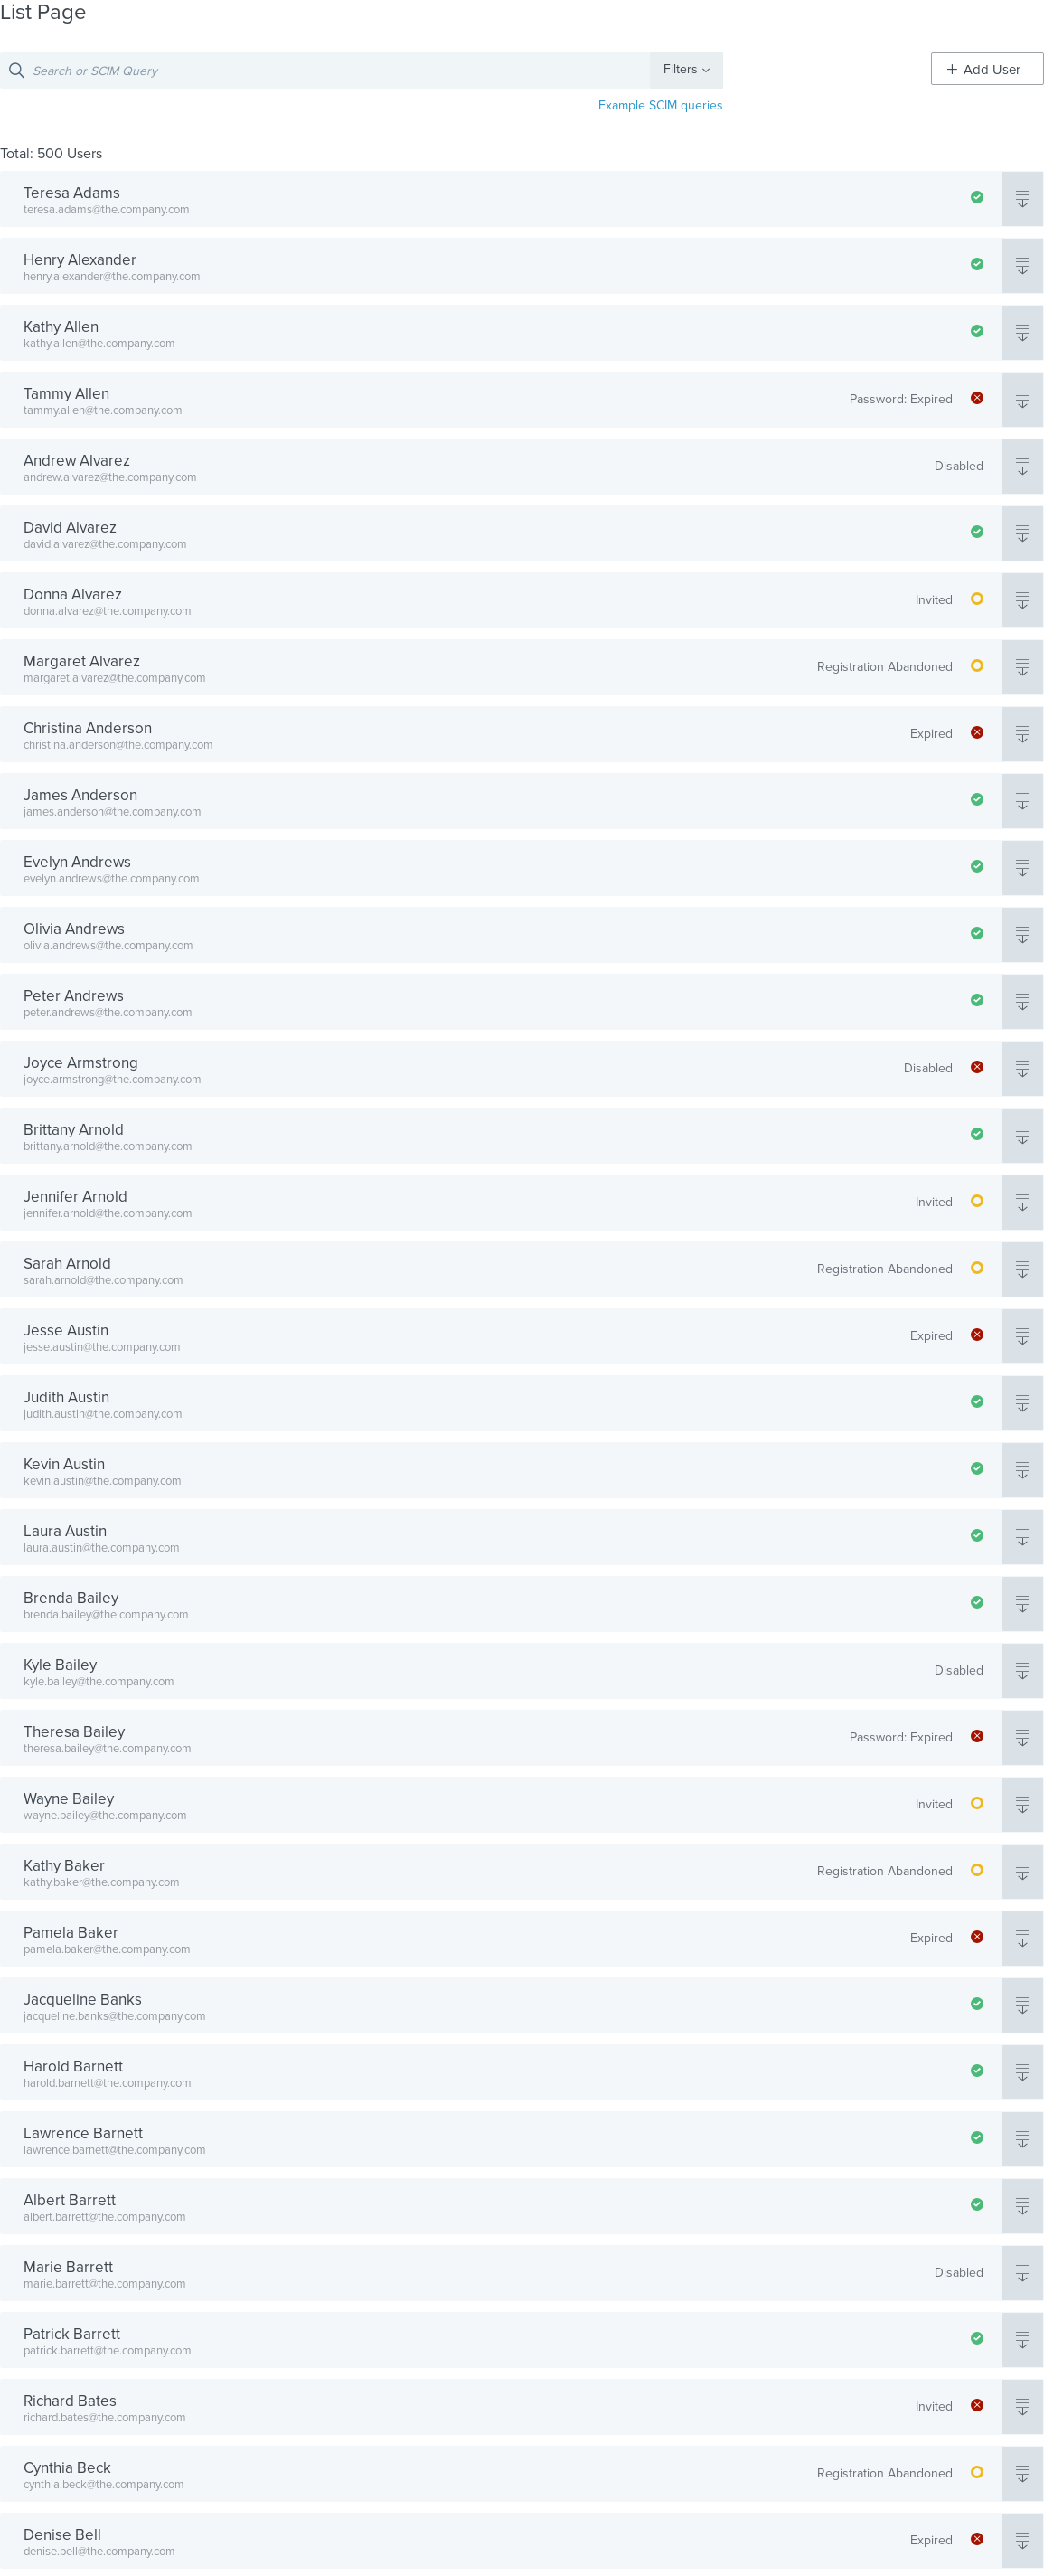 List Page
Search or SCIM Query
Filters
Add User
Example SCIM queries
Total: 500 Users
Teresa Adams
teresa.adams@the.company.com
Henry Alexander
henry.alexander@the.company.com
Kathy Allen
kathy.allen@the.company.com
Tammy Allen
Password: Expired
tammy.allen@the.company.com
Andrew Alvarez
Disabled
andrew.alvarez@the.company.com
David Alvarez
david.alvarez@the.company.com
Donna Alvarez
Invited
donna.alvarez@the.company.com
Margaret Alvarez
Registration Abandoned
margaret.alvarez@the.company.com
Christina Anderson
Expired
christina.anderson@the.company.com
James Anderson
james.anderson@the.company.com
Evelyn Andrews
evelyn.andrews@the.company.com
Olivia Andrews
olivia.andrews@the.company.com
Peter Andrews
peter.andrews@the.company.com
Joyce Armstrong
Disabled
joyce.armstrong@the.company.com
Brittany Arnold
brittany.arnold@the.company.com
Jennifer Arnold
Invited
jennifer.arnold@the.company.com
Sarah Arnold
Registration Abandoned
sarah.arnold@the.company.com
Jesse Austin
Expired
jesse.austin@the.company.com
Judith Austin
judith.austin@the.company.com
Kevin Austin
kevin.austin@the.company.com
Laura Austin
laura.austin@the.company.com
Brenda Bailey
brenda.bailey@the.company.com
Kyle Bailey
Disabled
kyle.bailey@the.company.com
Theresa Bailey
Password: Expired
theresa.bailey@the.company.com
Wayne Bailey
Invited
wayne.bailey@the.company.com
Kathy Baker
Registration Abandoned
kathy.baker@the.company.com
Pamela Baker
Expired
pamela.baker@the.company.com
Jacqueline Banks
jacqueline.banks@the.company.com
Harold Barnett
harold.barnett@the.company.com
Lawrence Barnett
lawrence.barnett@the.company.com
Albert Barrett
albert.barrett@the.company.com
Marie Barrett
Disabled
marie.barrett@the.company.com
Patrick Barrett
patrick.barrett@the.company.com
Richard Bates
Invited
richard.bates@the.company.com
Cynthia Beck
Registration Abandoned
cynthia.beck@the.company.com
Denise Bell
Expired
denise.bell@the.company.com